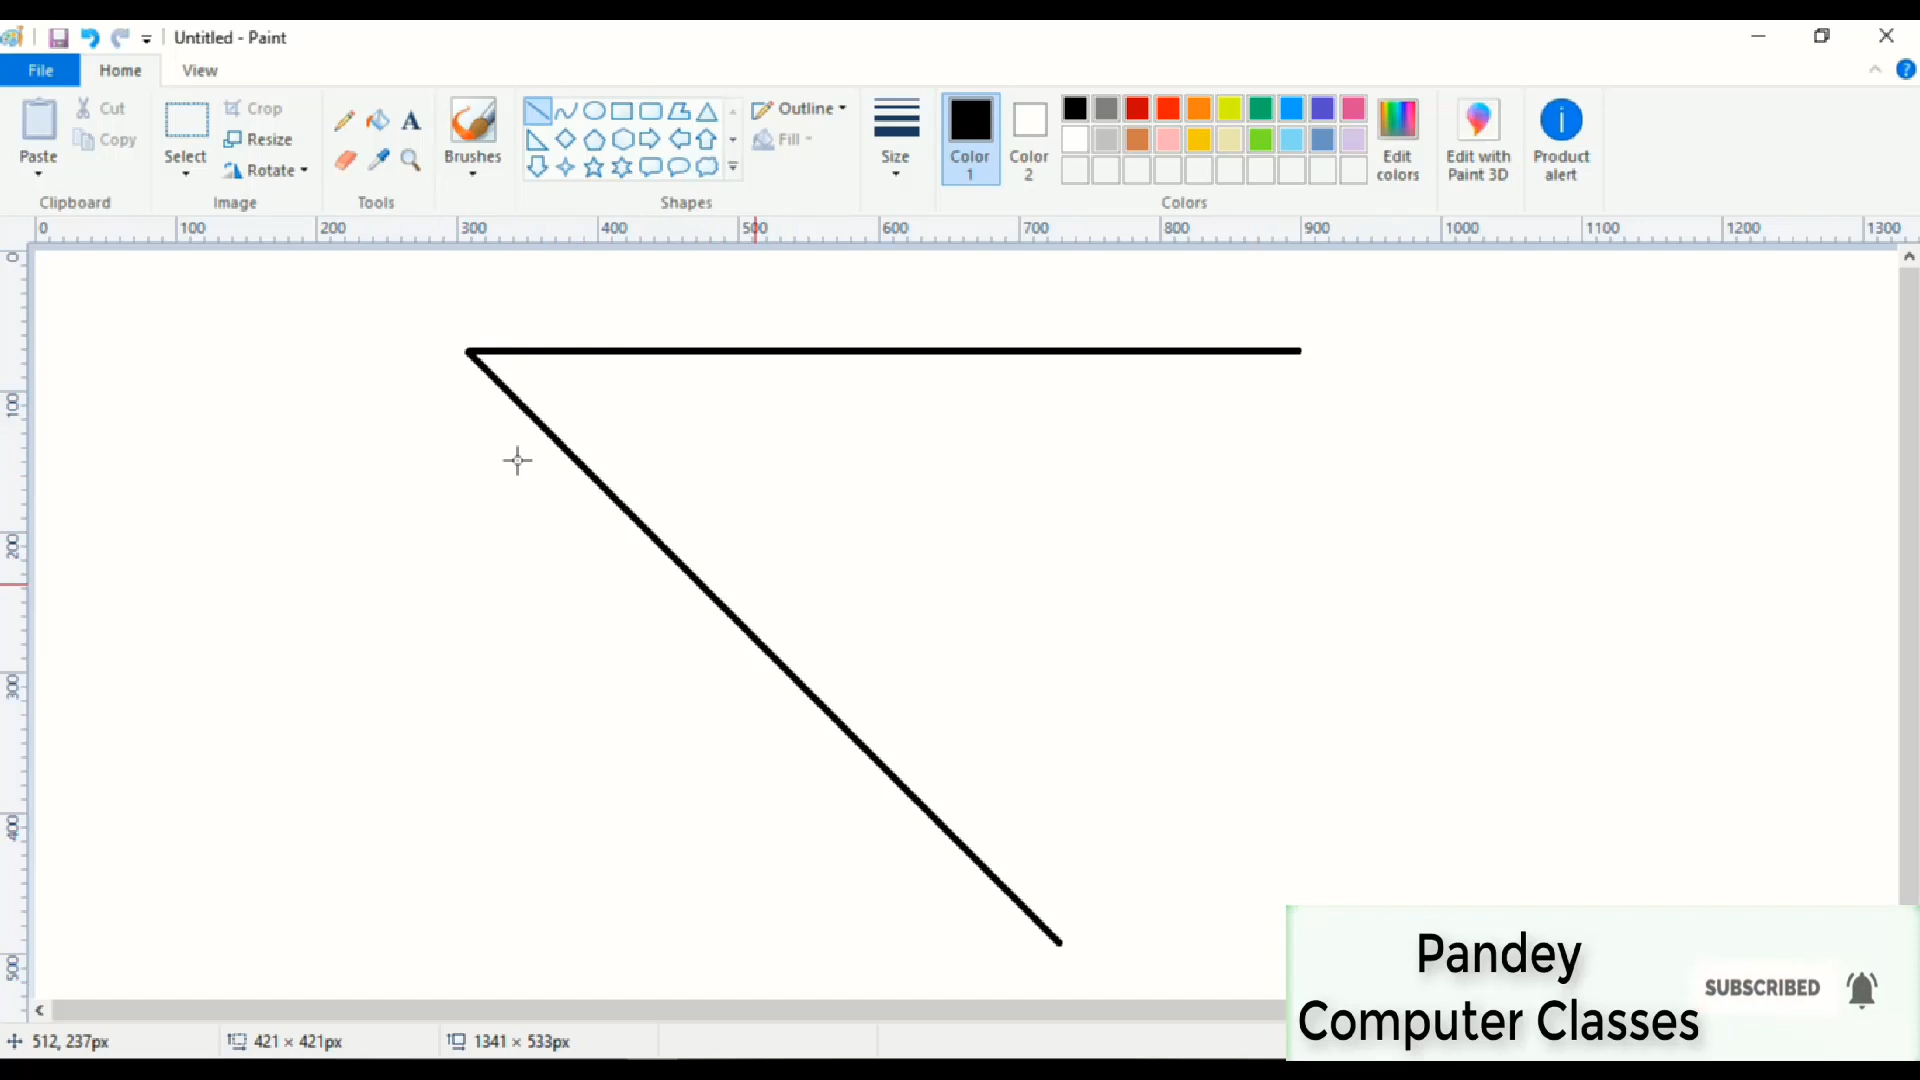 Untitled - Paint
File Home View
Paste
Cut
Copy
Clipboard
Select
Crop
Resize
Rotate
Image
Tools
Brushes
Shapes
Outline
Fill
Size
Color
1
Color
2
Edit
colors
Colors
Edit with
Paint 3D
Product
alert
0 100 200 300 400 500 600 700 800 900 1000 1100 1200 1300
0
100
200
300
400
500
Pandey
Computer Classes
SUBSCRIBED
512, 237px 421 × 421px 1341 × 533px